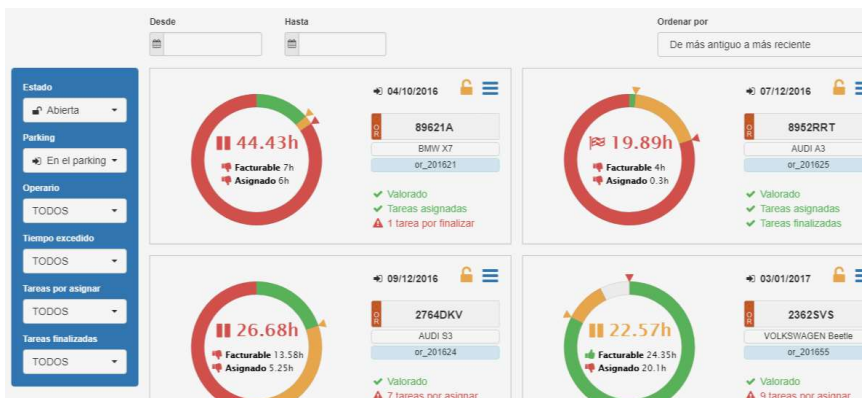 Desde
Hasta
Ordenar por
De más antiguo a más reciente
Estado
Abierta
Parking
En el parking
Operario
TODOS
Tiempo excedido
TODOS
Tareas por asignar
TODOS
Tareas finalizadas
TODOS
04/10/2016
44.43h
Facturable 7h
Asignado 6h
OR
89621A
BMW X7
or_201621
Valorado
Tareas asignadas
1 tarea por finalizar
07/12/2016
19.89h
Facturable 4h
Asignado 0.3h
OR
8952RRT
AUDI A3
or_201625
Valorado
Tareas asignadas
Tareas finalizadas
09/12/2016
26.68h
Facturable 13.58h
Asignado 5.25h
OR
2764DKV
AUDI S3
or_201624
Valorado
7 tareas por asignar
03/01/2017
22.57h
Facturable 24.35h
Asignado 20.1h
OR
2362SVS
VOLKSWAGEN Beetle
or_201655
Valorado
9 tareas por asignar